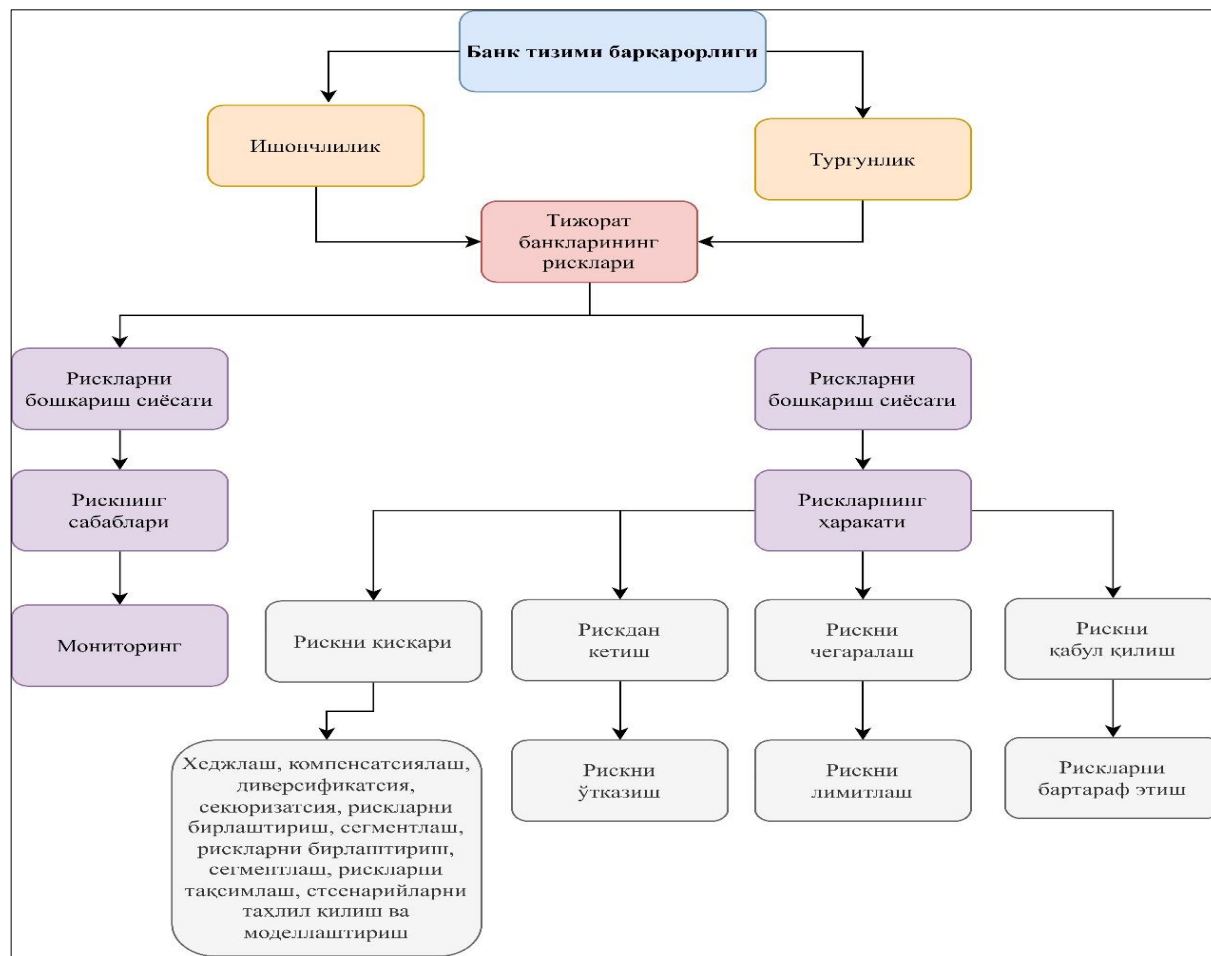 Банк тизими барқарорлиги
Ишончлилик
Турғунлик
Тижорат
банкларининг
рисклари
Рискларни
бошқариш сиёсати
Рискларни
бошқариш сиёсати
Рискнинг
сабаблари
Рискларнинг
ҳаракати
Мониторинг
Рискни қисқари
Рискдан
кетиш
Рискни
чегаралаш
Рискни
қабул қилиш
Хеджлаш, компенсатсиялаш,
диверсификатсия,
секюризатсия, рискларни
бирлаштириш, сегментлаш,
рискларни бирлаштириш,
сегментлаш, рискларни
тақсимлаш, стсенарийларни
таҳлил қилиш ва
моделлаштириш
Рискни
ўтказиш
Рискни
лимитлаш
Рискларни
бартараф этиш